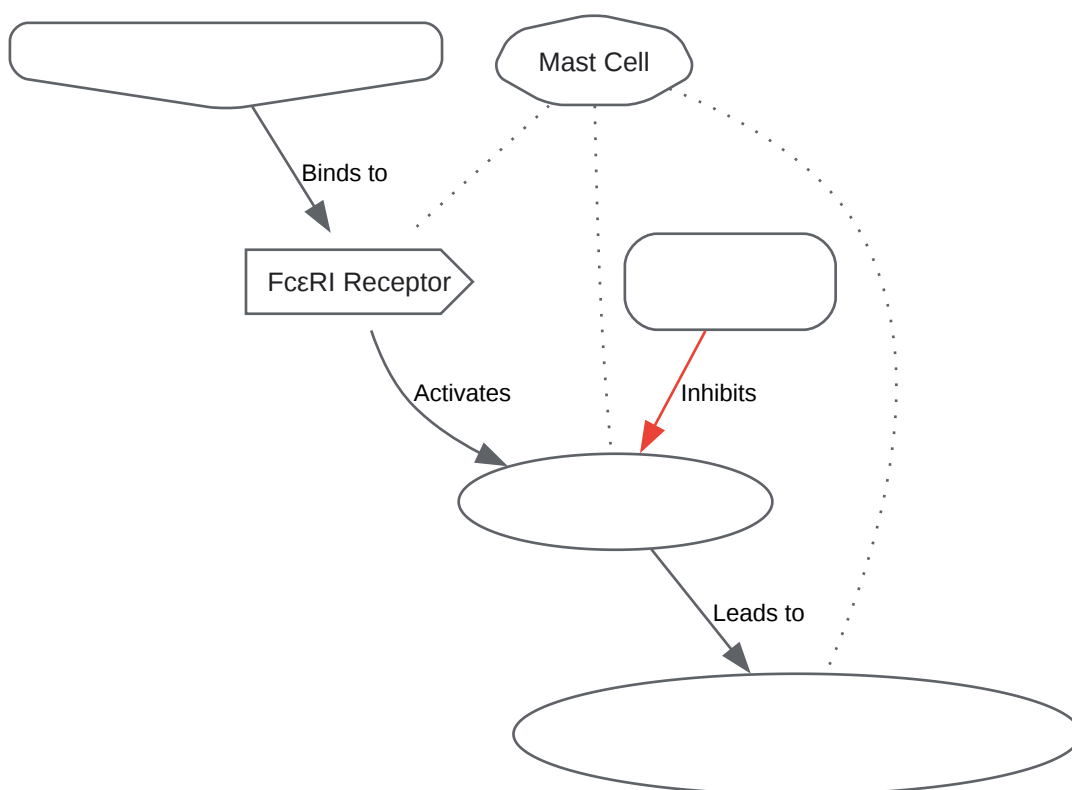 Mast Cell
Binds to
FcεRI Receptor
Activates
Inhibits
Leads to